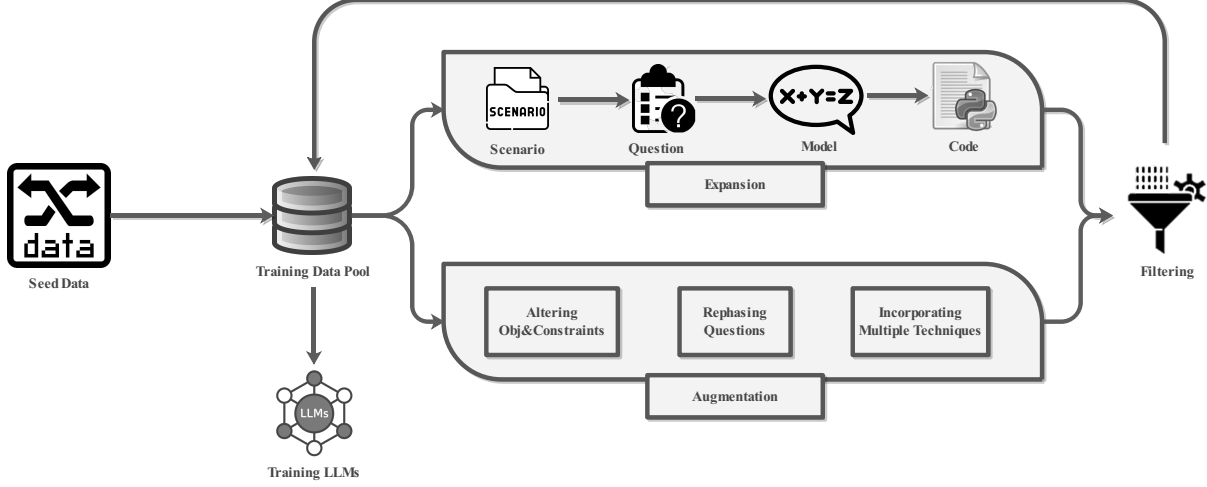 SCENARIO
?
X+Y=Z
Scenario
Question
Model
Code
Expansion
data
Seed Data
Training Data Pool
Filtering
Altering
Obj&Constraints
Rephasing
Questions
Incorporating
Multiple Techniques
Augmentation
LLMs
Training LLMs